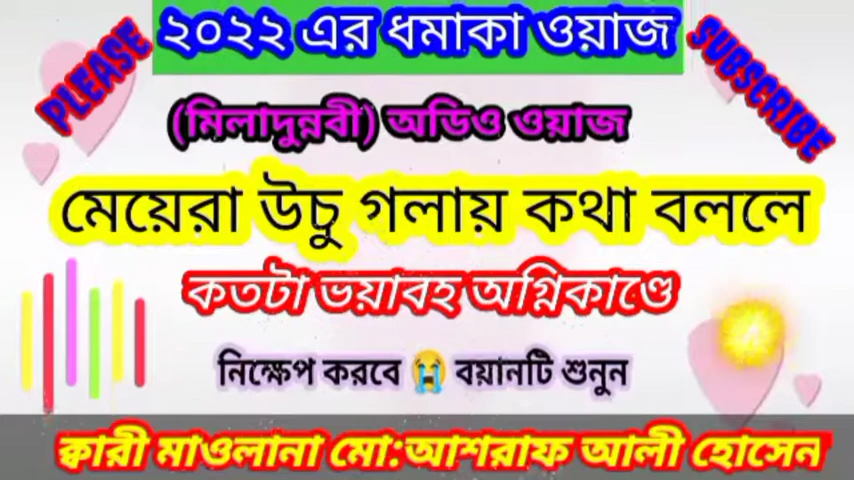 PLEASE
২০২২ এর ধমাকা ওয়াজ
SUBSCRIBE
(মিলাদুন্নবী) অডিও ওয়াজ
মেয়েরা উচু গলায় কথা বললে
কতটা ভয়াবহ অগ্নিকাণ্ডে
নিক্ষেপ করবে 😭 বয়ানটি শুনুন
ক্বারী মাওলানা মো:আশরাফ আলী হোসেন